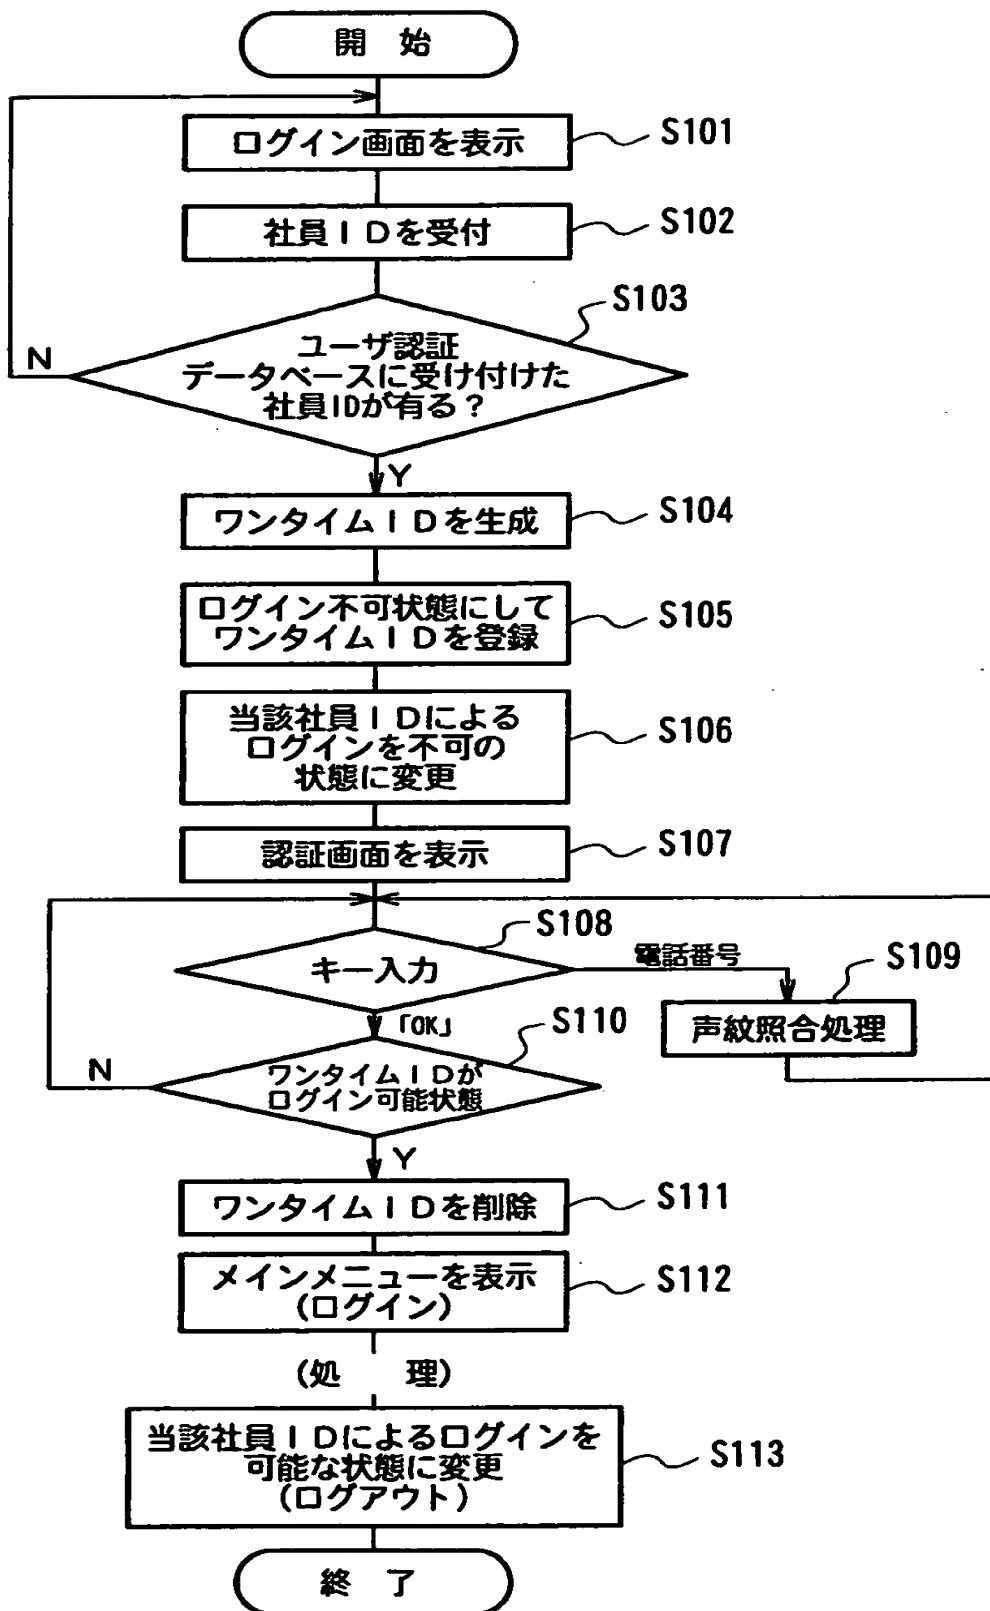 開 始
ログイン画面を表示
S101
社員IDを受付
S102
S103
ユーザ認証
データベースに受け付けた
社員IDが有る?
N
Y
ワンタイムIDを生成
S104
ログイン不可状態にして
ワンタイムIDを登録
S105
当該社員IDによる
ログインを不可の
状態に変更
S106
認証画面を表示
S107
S108
キー入力
電話番号
S109
声紋照合処理
「OK」
S110
ワンタイムIDが
ログイン可能状態
N
Y
ワンタイムIDを削除
S111
メインメニューを表示
(ログイン)
S112
(処 理)
当該社員IDによるログインを
可能な状態に変更
(ログアウト)
S113
終 了